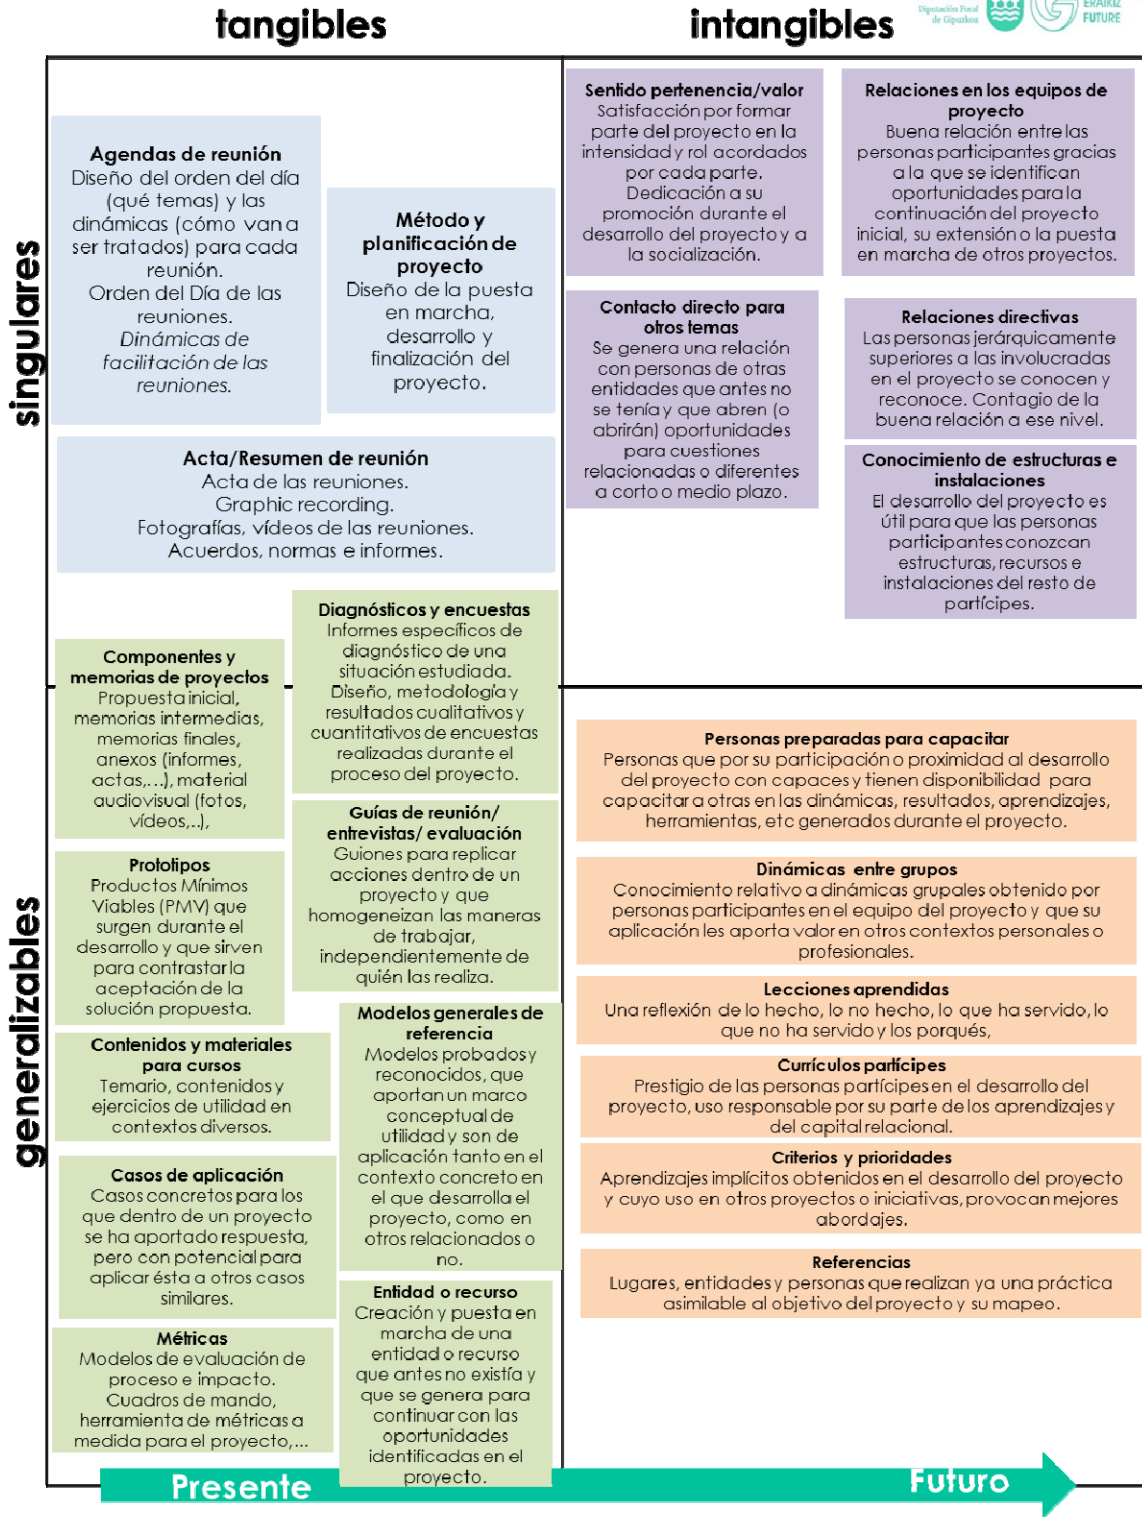 tangibles
intangibles
Diputación Foral
de Gipuzkoa
ERAIKIZ
FUTURE
singulares
Agendas de reunión
Diseño del orden del día
(qué temas) y las
dinámicas (cómo van a
ser tratados) para cada
reunión.
Orden del Día de las
reuniones.
Dinámicas de
facilitación de las
reuniones.
Método y
planificación de
proyecto
Diseño de la puesta
en marcha,
desarrollo y
finalización del
proyecto.
Acta/Resumen de reunión
Acta de las reuniones.
Graphic recording.
Fotografías, vídeos de las reuniones.
Acuerdos, normas e informes.
Sentido pertenencia/valor
Satisfacción por formar
parte del proyecto en la
intensidad y rol acordados
por cada parte.
Dedicación a su
promoción durante el
desarrollo del proyecto y a
la socialización.
Relaciones en los equipos de
proyecto
Buena relación entre las
personas participantes gracias
a la que se identifican
oportunidades para la
continuación del proyecto
inicial, su extensión o la puesta
en marcha de otros proyectos.
Contacto directo para
otros temas
Se genera una relación
con personas de otras
entidades que antes no
se tenía y que abren (o
abrirán) oportunidades
para cuestiones
relacionadas o diferentes
a corto o medio plazo.
Relaciones directivas
Las personas jerárquicamente
superiores a las involucradas
en el proyecto se conocen y
reconoce. Contagio de la
buena relación a ese nivel.
Conocimiento de estructuras e
instalaciones
El desarrollo del proyecto es
útil para que las personas
participantes conozcan
estructuras, recursos e
instalaciones del resto de
partícipes.
generalizables
Componentes y
memorias de proyectos
Propuesta inicial,
memorias intermedias,
memorias finales,
anexos (informes,
actas,...), material
audiovisual (fotos,
vídeos,..),
Diagnósticos y encuestas
Informes específicos de
diagnóstico de una
situación estudiada.
Diseño, metodología y
resultados cualitativos y
cuantitativos de encuestas
realizadas durante el
proceso del proyecto.
Guías de reunión/
entrevistas/ evaluación
Guiones para replicar
acciones dentro de un
proyecto y que
homogeneizan las maneras
de trabajar,
independientemente de
quién las realiza.
Prototipos
Productos Mínimos
Viables (PMV) que
surgen durante el
desarrollo y que sirven
para contrastar la
aceptación de la
solución propuesta.
Modelos generales de
referencia
Modelos probados y
reconocidos, que
aportan un marco
conceptual de
utilidad y son de
aplicación tanto en el
contexto concreto en
el que desarrolla el
proyecto, como en
otros relacionados o
no.
Contenidos y materiales
para cursos
Temario, contenidos y
ejercicios de utilidad en
contextos diversos.
Casos de aplicación
Casos concretos para los
que dentro de un proyecto
se ha aportado respuesta,
pero con potencial para
aplicar ésta a otros casos
similares.
Entidad o recurso
Creación y puesta en
marcha de una
entidad o recurso
que antes no existía y
que se genera para
continuar con las
oportunidades
identificadas en el
proyecto.
Métricas
Modelos de evaluación de
proceso e impacto.
Cuadros de mando,
herramienta de métricas a
medida para el proyecto,...
Personas preparadas para capacitar
Personas que por su participación o proximidad al desarrollo
del proyecto con capaces y tienen disponibilidad para
capacitar a otras en las dinámicas, resultados, aprendizajes,
herramientas, etc generados durante el proyecto.
Dinámicas entre grupos
Conocimiento relativo a dinámicas grupales obtenido por
personas participantes en el equipo del proyecto y que su
aplicación les aporta valor en otros contextos personales o
profesionales.
Lecciones aprendidas
Una reflexión de lo hecho, lo no hecho, lo que ha servido, lo
que no ha servido y los porqués,
Currículos partícipes
Prestigio de las personas partícipes en el desarrollo del
proyecto, uso responsable por su parte de los aprendizajes y
del capital relacional.
Criterios y prioridades
Aprendizajes implícitos obtenidos en el desarrollo del proyecto
y cuyo uso en otros proyectos o iniciativas, provocan mejores
abordajes.
Referencias
Lugares, entidades y personas que realizan ya una práctica
asimilable al objetivo del proyecto y su mapeo.
Presente
Futuro